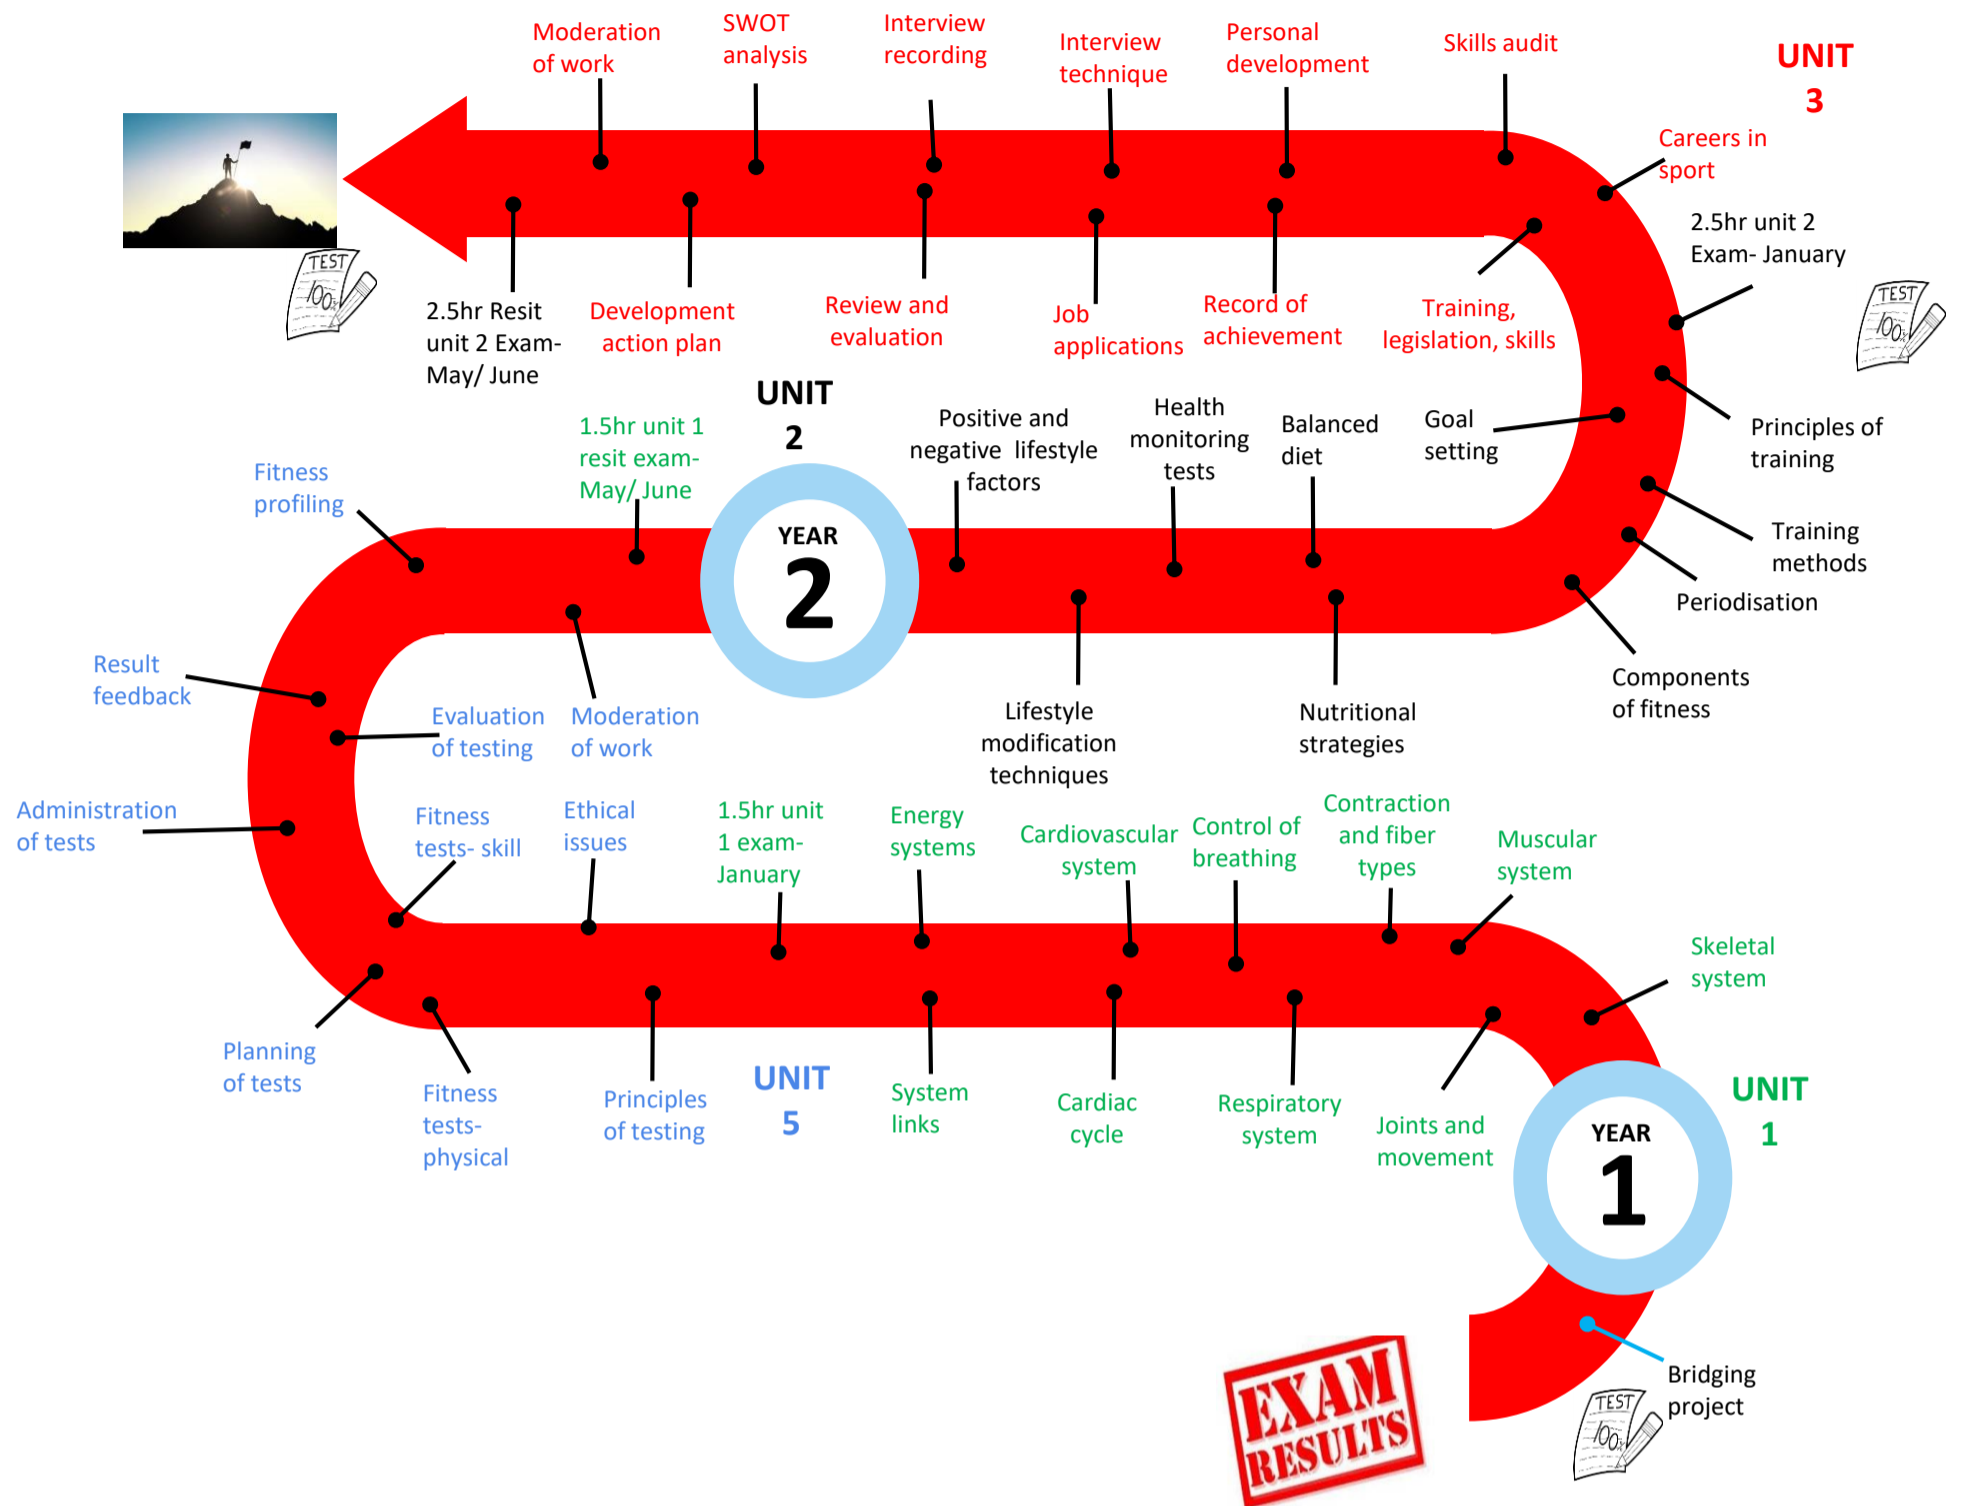 Moderation
of work
SWOT
analysis
Interview
recording
Interview
technique
Personal
development
Skills audit
UNIT
3
Careers in
sport
2.5hr unit 2
Exam- January
TEST
100%
TEST
100%
2.5hr Resit
unit 2 Exam-
May/ June
Development
action plan
Review and
evaluation
Job
applications
Record of
achievement
Training,
legislation, skills
UNIT
2
1.5hr unit 1
resit exam-
May/ June
Positive and
negative lifestyle
factors
Health
monitoring
tests
Balanced
diet
Goal
setting
Principles of
training
Fitness
profiling
YEAR
2
Training
methods
Periodisation
Result
feedback
Evaluation
of testing
Moderation
of work
Lifestyle
modification
techniques
Nutritional
strategies
Components
of fitness
Administration
of tests
Fitness
tests- skill
Ethical
issues
1.5hr unit
1 exam-
January
Energy
systems
Cardiovascular
system
Control of
breathing
Contraction
and fiber
types
Muscular
system
Skeletal
system
Planning
of tests
Fitness
tests-
physical
Principles
of testing
UNIT
5
System
links
Cardiac
cycle
Respiratory
system
Joints and
movement
UNIT
1
YEAR
1
Bridging
project
TEST
100%
EXAM
RESULTS